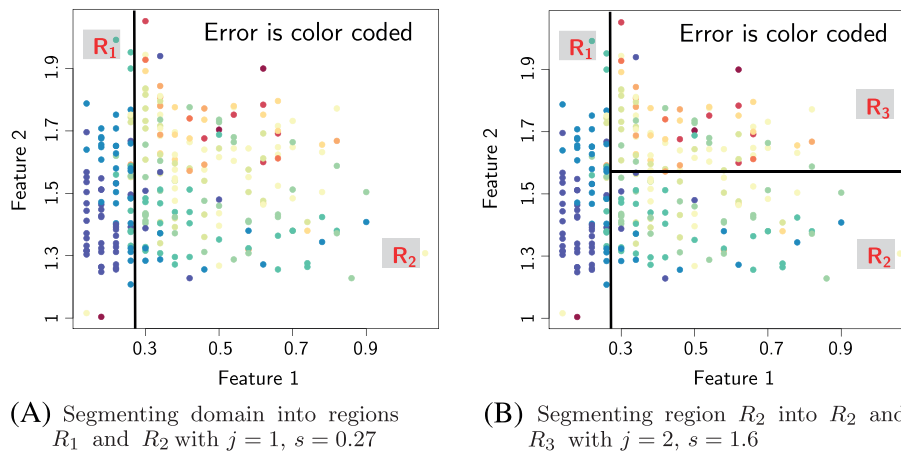 Error is color coded
R1
R2
Feature 2
1
1.3
1.5
1.7
1.9
0.3
0.5
0.7
0.9
Feature 1
(A) Segmenting domain into regions
R1 and R2 with j = 1, s = 0.27
Error is color coded
R1
R3
R2
Feature 2
1
1.3
1.5
1.7
1.9
0.3
0.5
0.7
0.9
Feature 1
(B) Segmenting region R2 into R2 and
R3 with j = 2, s = 1.6